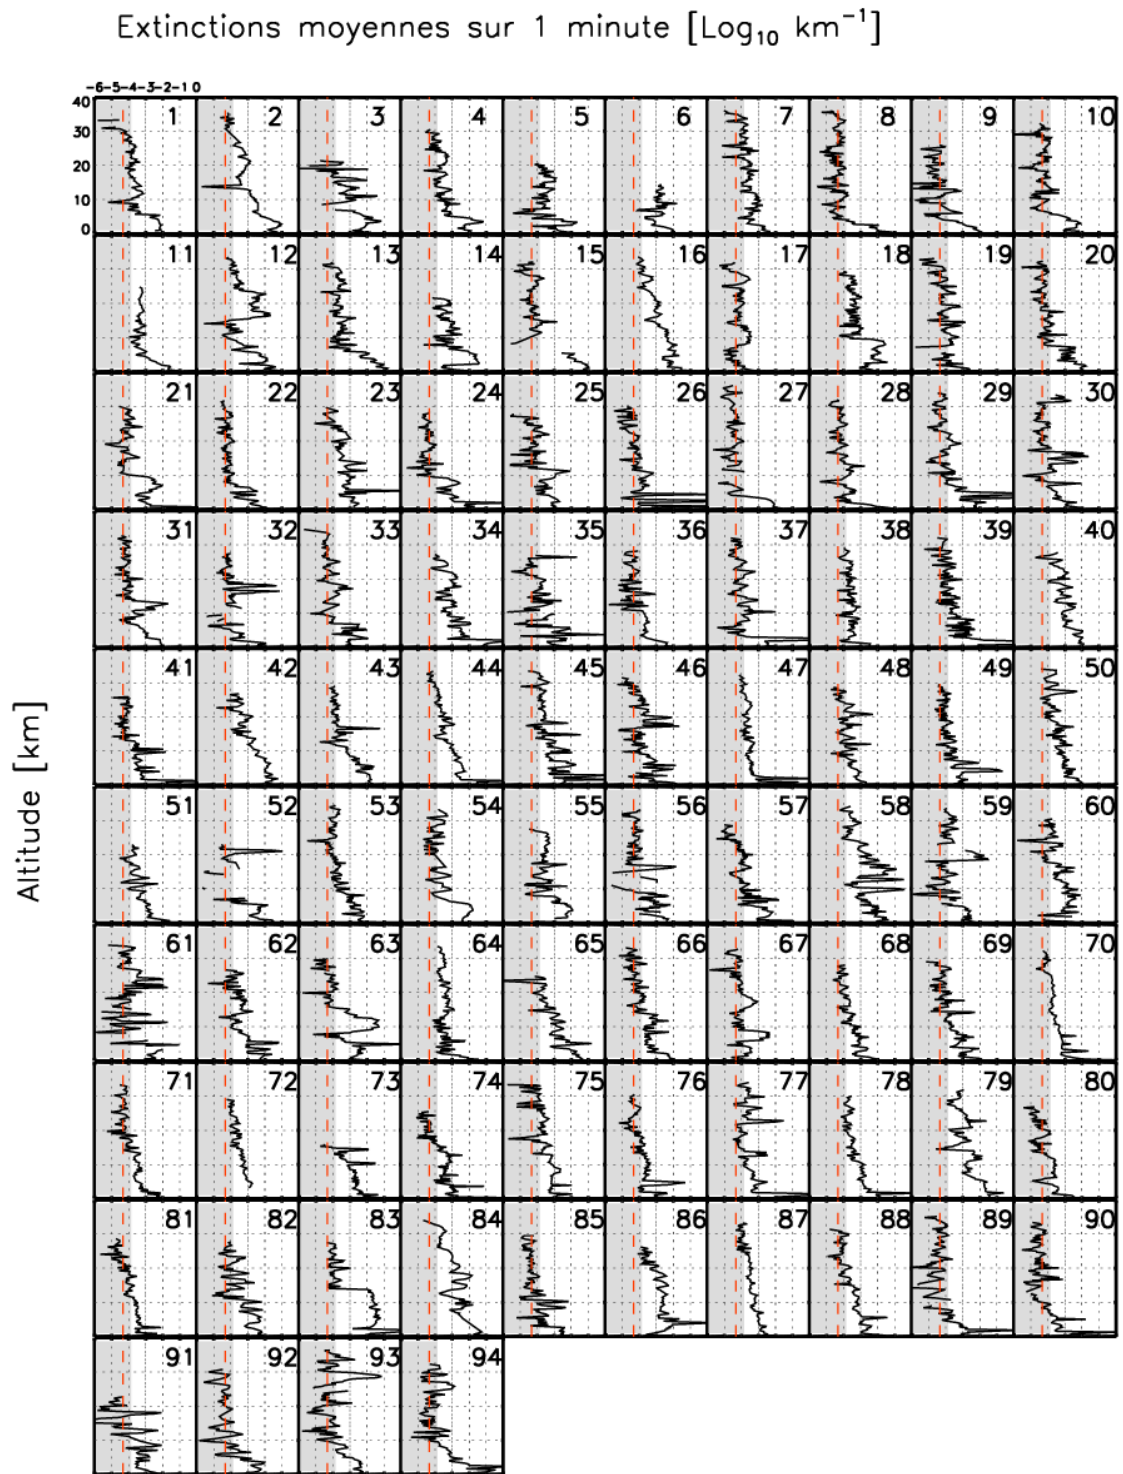 Extinctions moyennes sur 1 minute [Log₁₀ km⁻¹]
-6-5-4-3-2-1 0
40
30
20
10
0
1 2 3 4 5 6 7 8 9 10
11 12 13 14 15 16 17 18 19 20
21 22 23 24 25 26 27 28 29 30
31 32 33 34 35 36 37 38 39 40
Altitude [km]
41 42 43 44 45 46 47 48 49 50
51 52 53 54 55 56 57 58 59 60
61 62 63 64 65 66 67 68 69 70
71 72 73 74 75 76 77 78 79 80
81 82 83 84 85 86 87 88 89 90
91 92 93 94